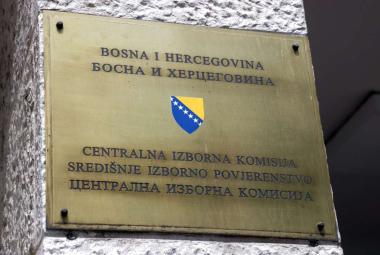 BOSNA I HERCEGOVINA
БОСНА И ХЕРЦЕГОВИНА
CENTRALNA IZBORNA KOMISIJA
SREDIŠNJE IZBORNO POVJERENSTVO
ЦЕНТРАЛНА ИЗБОРНА КОМИСИЈА